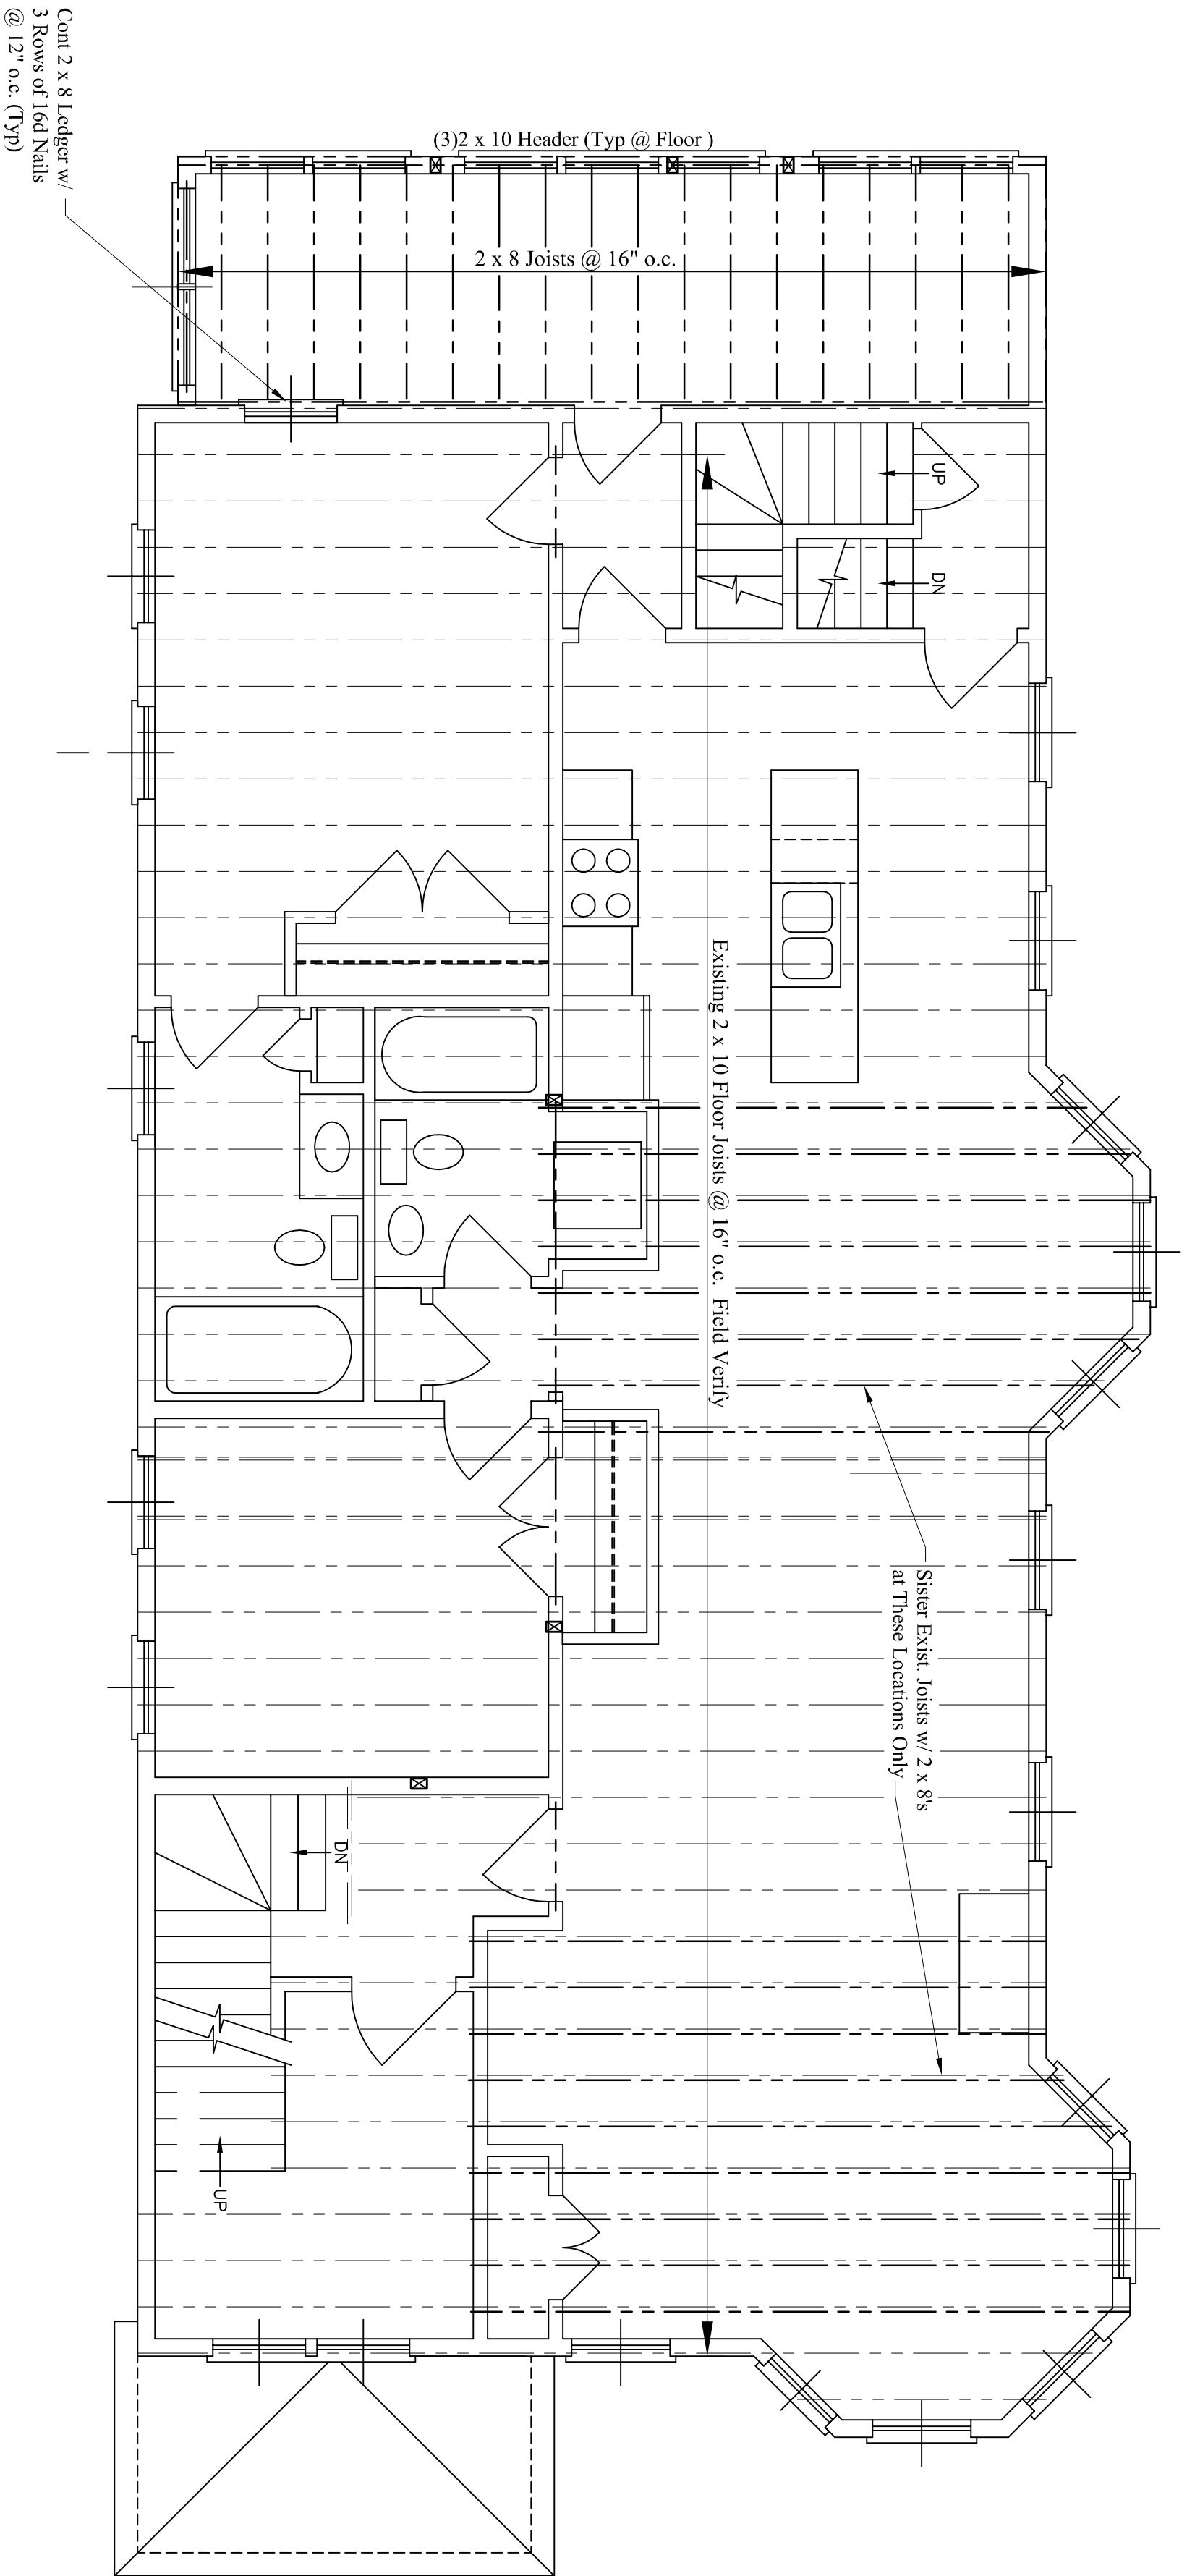 Cont 2 x 8 Ledger w/
3 Rows of 16d Nails
@ 12" o.c. (Typ)
(3)2 x 10 Header (Typ @ Floor )
2 x 8 Joists @ 16" o.c.
UP
DN
Existing 2 x 10 Floor Joists @ 16" o.c. Field Verify
Sister Exist. Joists w/ 2 x 8's
at These Locations Only
DN
UP